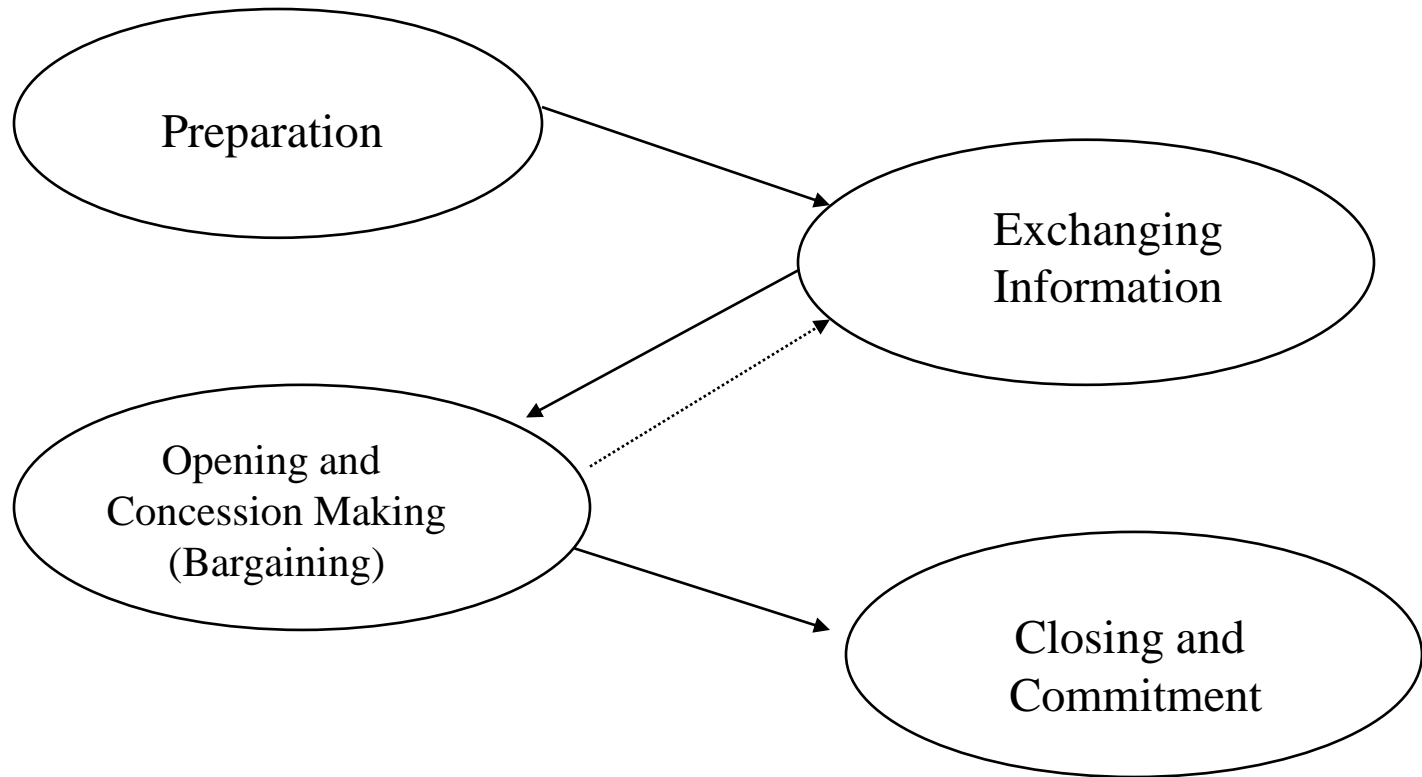 Preparation
Exchanging
Information
Opening and
Concession Making
(Bargaining)
Closing and
Commitment